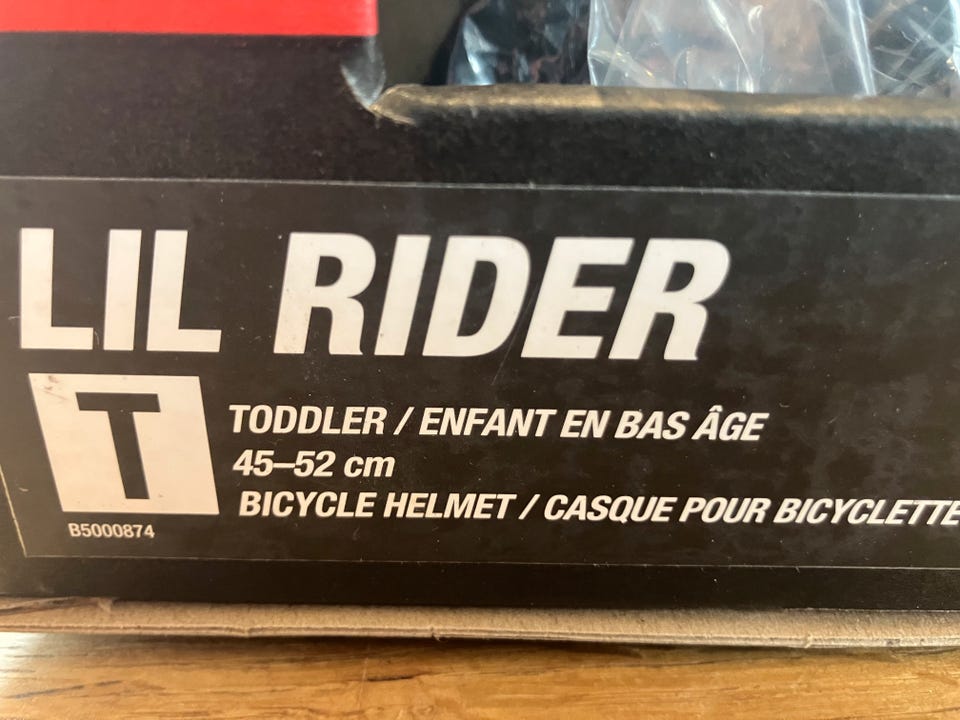 LIL RIDER
T
TODDLER / ENFANT EN BAS ÂGE
45–52 cm
BICYCLE HELMET / CASQUE POUR BICYCLETTE
B5000874